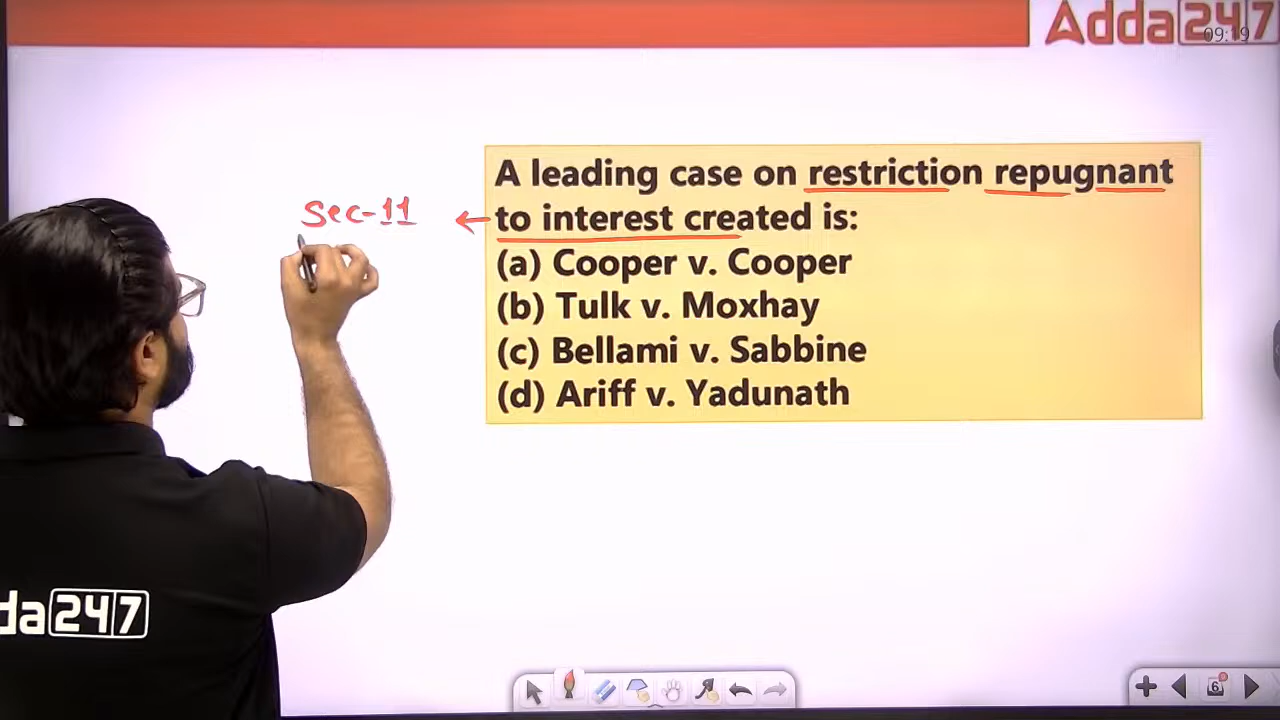 Adda247
09:19
A leading case on restriction repugnant
to interest created is:
Sec-11
(a) Cooper v. Cooper
(b) Tulk v. Moxhay
(c) Bellami v. Sabbine
(d) Ariff v. Yadunath
da247
6